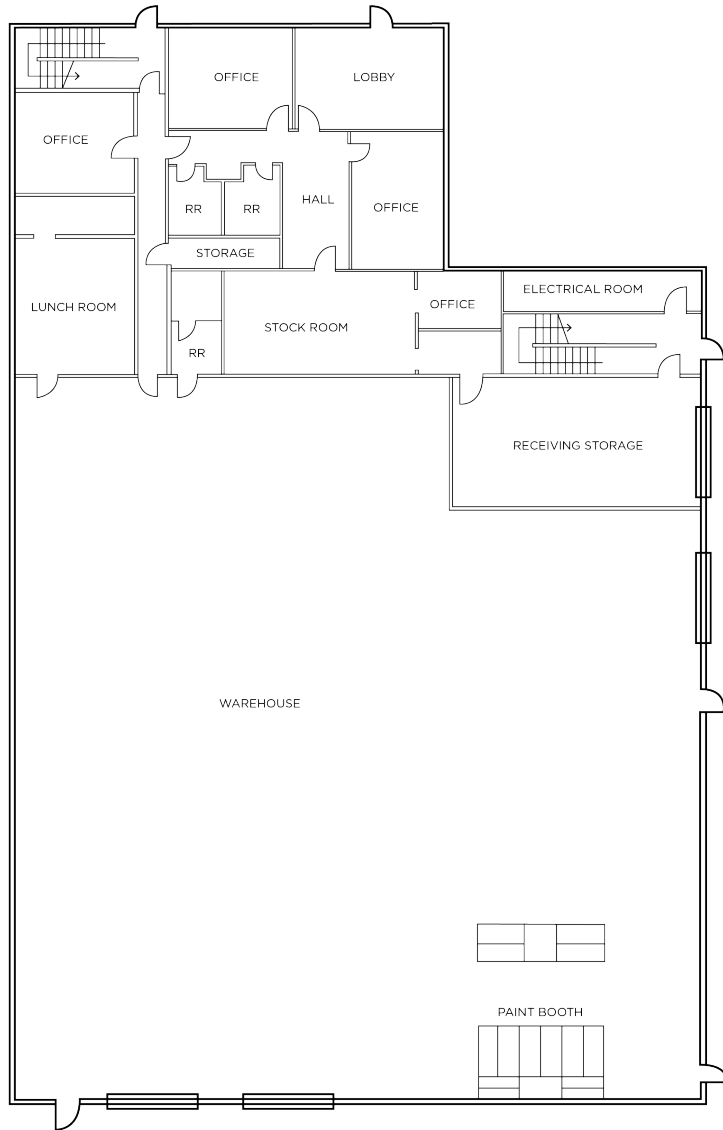 OFFICE
LOBBY
OFFICE
RR
RR
HALL
OFFICE
STORAGE
ELECTRICAL ROOM
LUNCH ROOM
OFFICE
STOCK ROOM
RR
RECEIVING STORAGE
WAREHOUSE
PAINT BOOTH